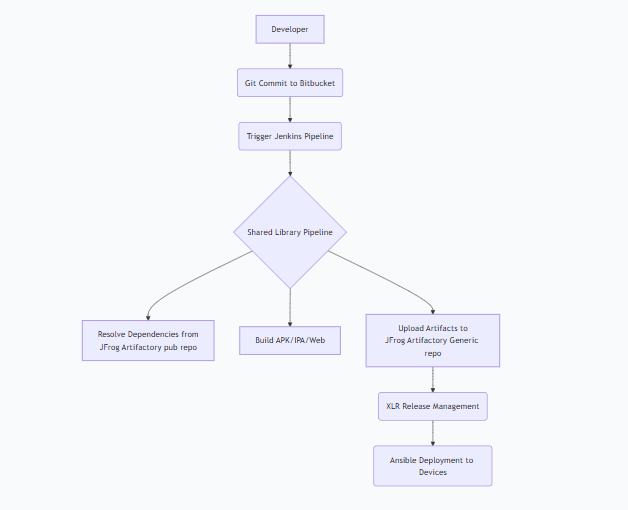 Developer
Git Commit to Bitbucket
Trigger Jenkins Pipeline
Shared Library Pipeline
Resolve Dependencies from
JFrog Artifactory pub repo
Build APK/IPA/Web
Upload Artifacts to
JFrog Artifactory Generic
repo
XLR Release Management
Ansible Deployment to
Devices